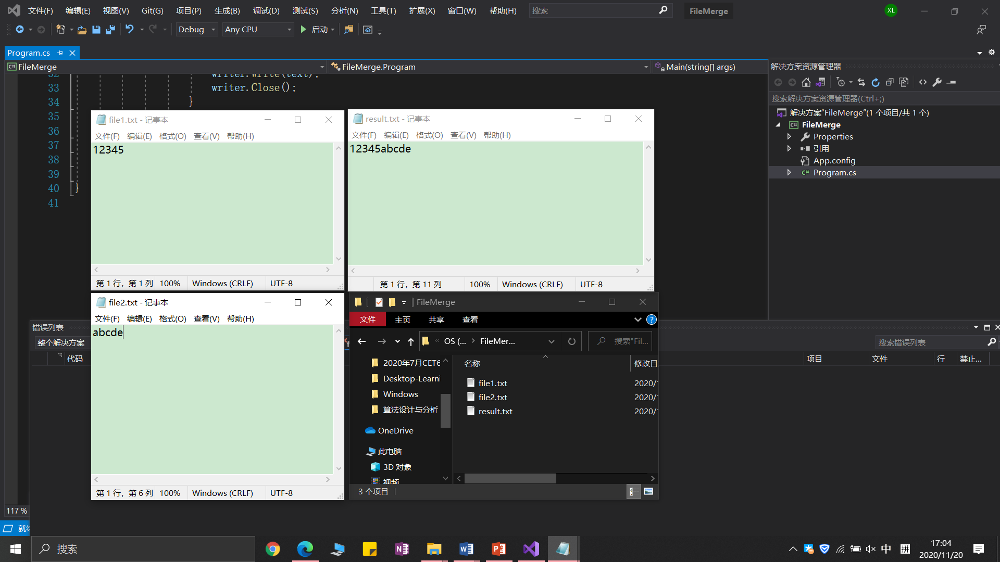 文件(F) 编辑(E) 视图(V) Git(G) 项目(P) 生成(B) 调试(D) 测试(S) 分析(N) 工具(T) 扩展(X) 窗口(W) 帮助(H) 搜索 FileMerge XL
Debug Any CPU 启动
Program.cs
FileMerge FileMerge.Program Main(string[] args)
32 writer.Write(text);
33 writer.Close();
34 }
35
36
37
38
39
40 }
41
file1.txt - 记事本
文件(F) 编辑(E) 格式(O) 查看(V) 帮助(H)
12345
第 1 行，第 1 列 100% Windows (CRLF) UTF-8
result.txt - 记事本
文件(F) 编辑(E) 格式(O) 查看(V) 帮助(H)
12345abcde
第 1 行，第 11 列 100% Windows (CRLF) UTF-8
file2.txt - 记事本
文件(F) 编辑(E) 格式(O) 查看(V) 帮助(H)
abcde
第 1 行，第 6 列 100% Windows (CRLF) UTF-8
FileMerge
文件 主页 共享 查看
« OS (... › FileMer... 搜索"Fil...
2020年7月CET6
Desktop-Learni
Windows
算法设计与分析
OneDrive
此电脑
3D 对象
视频
名称 修改日
file1.txt 2020/
file2.txt 2020/
result.txt 2020/
3 个项目
解决方案资源管理器
搜索解决方案资源管理器(Ctrl+;)
解决方案"FileMerge"(1 个项目/共 1 个)
FileMerge
Properties
引用
App.config
Program.cs
错误列表
整个解决方案 搜索错误列表
代码 项目 文件 行 禁止...
117 %
就绪
搜索
中 拼
17:04
2020/11/20